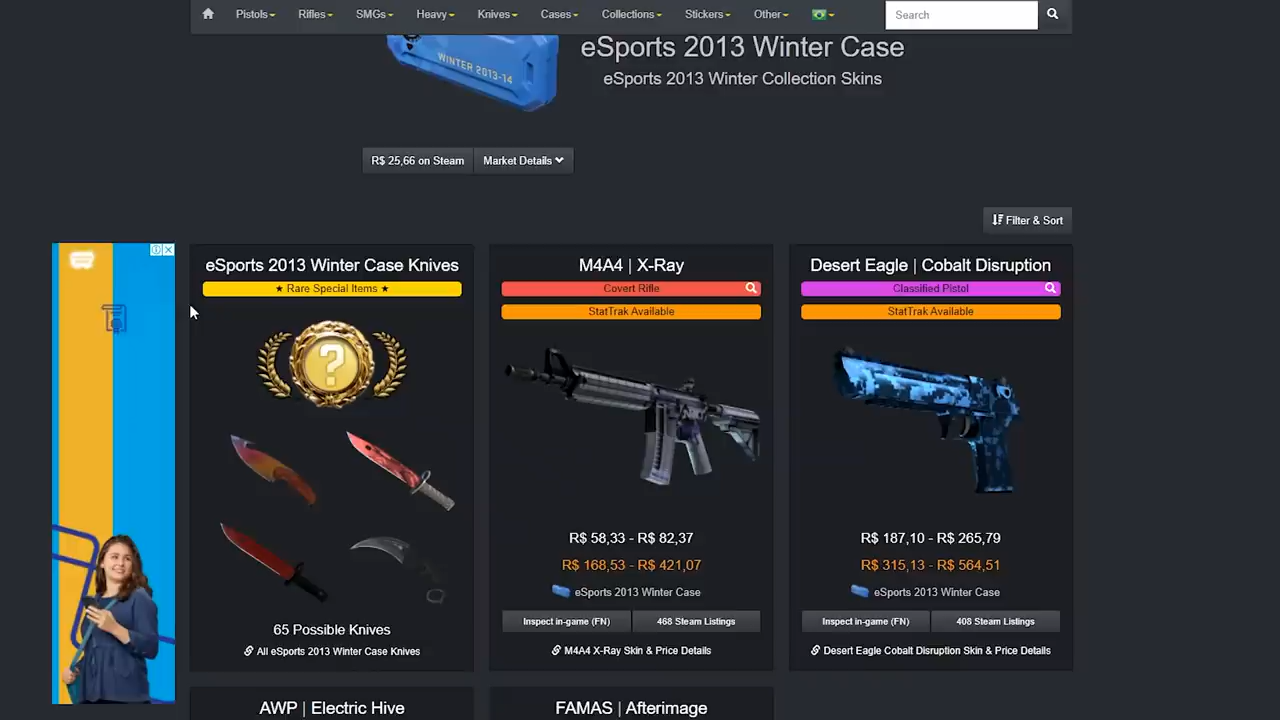 Pistols Rifles SMGs Heavy Knives Cases Collections Stickers Other Search
WINTER 2013-14
eSports 2013 Winter Case
eSports 2013 Winter Collection Skins
R$ 25,66 on Steam Market Details
Filter & Sort
eSports 2013 Winter Case Knives
★ Rare Special Items ★
?
65 Possible Knives
All eSports 2013 Winter Case Knives
M4A4 | X-Ray
Covert Rifle
StatTrak Available
R$ 58,33 - R$ 82,37
R$ 168,53 - R$ 421,07
eSports 2013 Winter Case
Inspect in-game (FN) 468 Steam Listings
M4A4 X-Ray Skin & Price Details
Desert Eagle | Cobalt Disruption
Classified Pistol
StatTrak Available
R$ 187,10 - R$ 265,79
R$ 315,13 - R$ 564,51
eSports 2013 Winter Case
Inspect in-game (FN) 408 Steam Listings
Desert Eagle Cobalt Disruption Skin & Price Details
AWP | Electric Hive
FAMAS | Afterimage